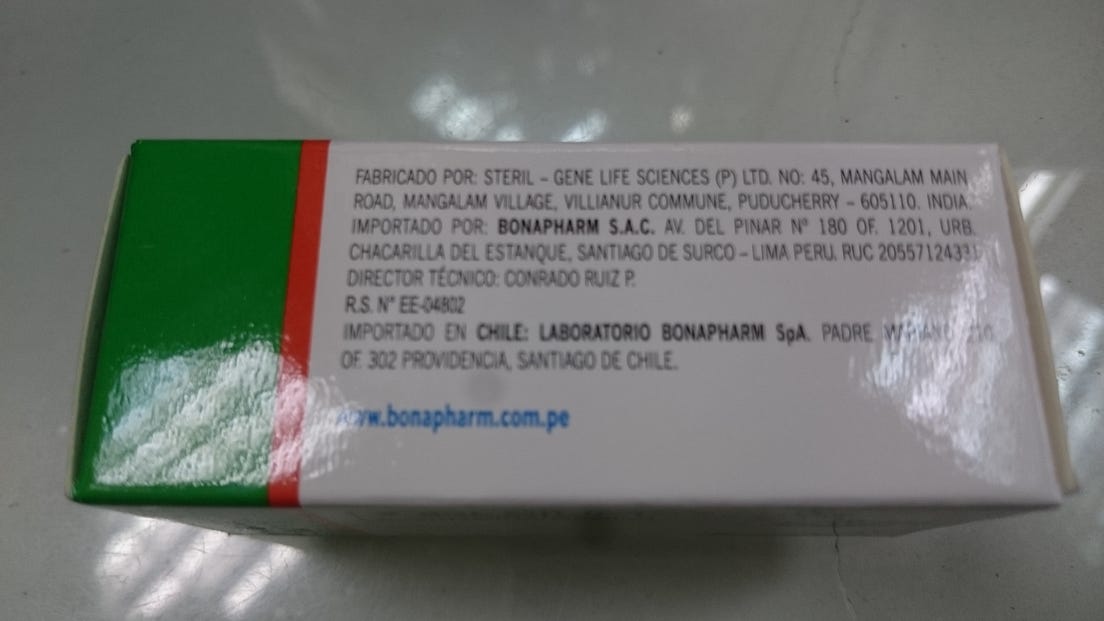 FABRICADO POR: STERIL – GENE LIFE SCIENCES (P) LTD. NO: 45, MANGALAM MAIN
ROAD, MANGALAM VILLAGE, VILLIANUR COMMUNE, PUDUCHERRY – 605110. INDIA.
IMPORTADO POR: BONAPHARM S.A.C. AV. DEL PINAR N° 180 OF. 1201, URB.
CHACARILLA DEL ESTANQUE, SANTIAGO DE SURCO – LIMA PERU. RUC
DIRECTOR TÉCNICO: CONRADO RUIZ P.
R.S. N° EE-04802
IMPORTADO EN CHILE: LABORATORIO BONAPHARM SpA. PADRE
OF. 302 PROVIDENCIA, SANTIAGO DE CHILE.
www.bonapharm.com.pe